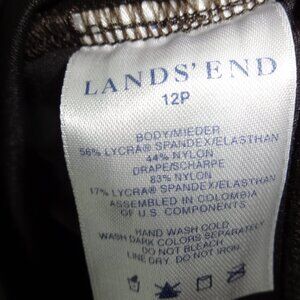 LANDS' END
12P
BODY/MIEDER
56% LYCRA® SPANDEX/ELASTHAN
44% NYLON
DRAPE/SCHARPE
83% NYLON
17% LYCRA® SPANDEX/ELASTHAN
ASSEMBLED IN COLOMBIA
OF U.S. COMPONENTS
HAND WASH COLD.
WASH DARK COLORS SEPARATELY
DO NOT BLEACH.
LINE DRY. DO NOT IRON.